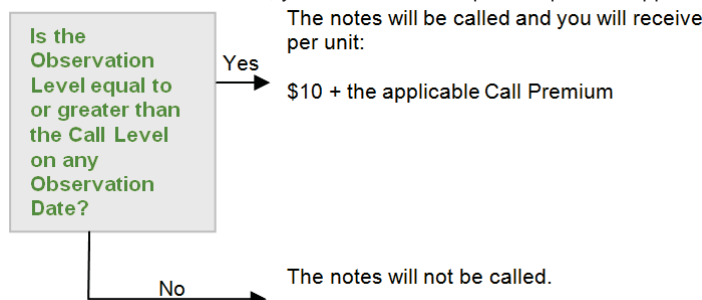 The notes will be called and you will receive
per unit:
$10 + the applicable Call Premium
Is the
Observation
Level equal to
or greater than
the Call Level
on any
Observation
Date?
Yes
No
The notes will not be called.